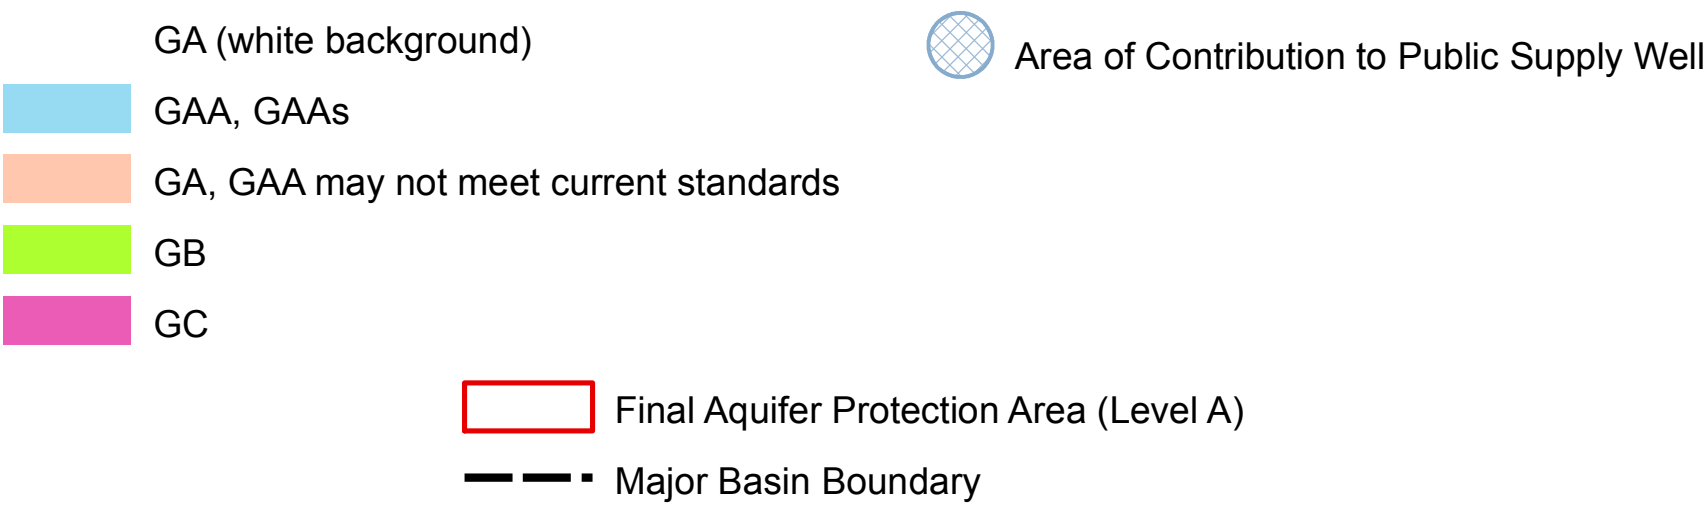 GA (white background)
Area of Contribution to Public Supply Well
GAA, GAAs
GA, GAA may not meet current standards
GB
GC
Final Aquifer Protection Area (Level A)
Major Basin Boundary